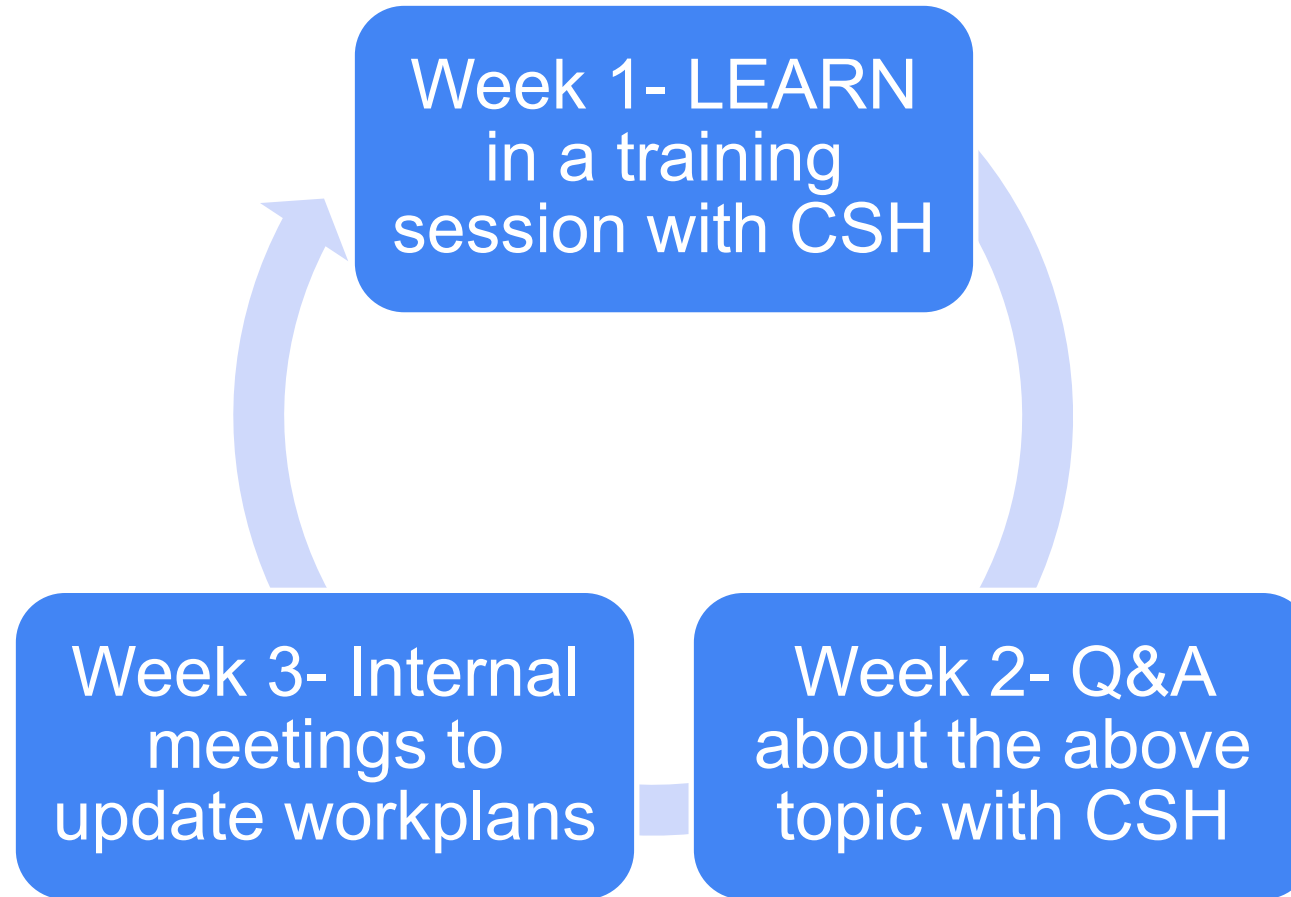 Week 1- LEARN
in a training
session with CSH
Week 2- Q&A
about the above
topic with CSH
Week 3- Internal
meetings to
update workplans